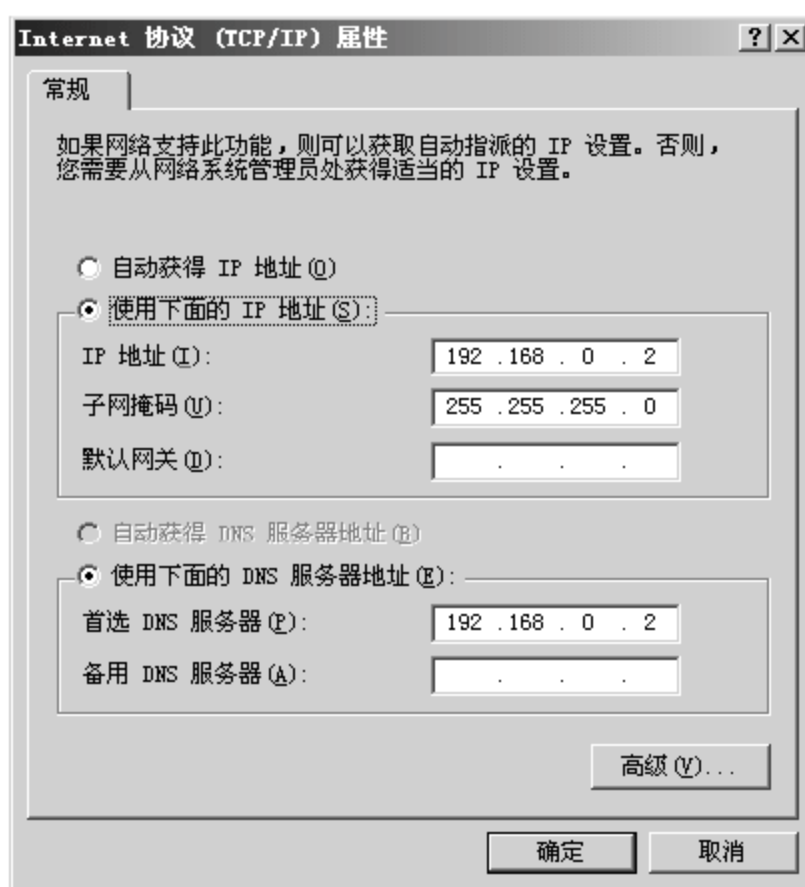 Internet 协议 (TCP/IP) 属性
常规
如果网络支持此功能，则可以获取自动指派的 IP 设置。否则，
您需要从网络系统管理员处获得适当的 IP 设置。
自动获得 IP 地址(O)
使用下面的 IP 地址(S):
IP 地址(I): 192 .168 . 0 . 2
子网掩码(U): 255 .255 .255 . 0
默认网关(D): . . .
自动获得 DNS 服务器地址(B)
使用下面的 DNS 服务器地址(E):
首选 DNS 服务器(P): 192 .168 . 0 . 2
备用 DNS 服务器(A): . . .
高级(V)...
确定 取消